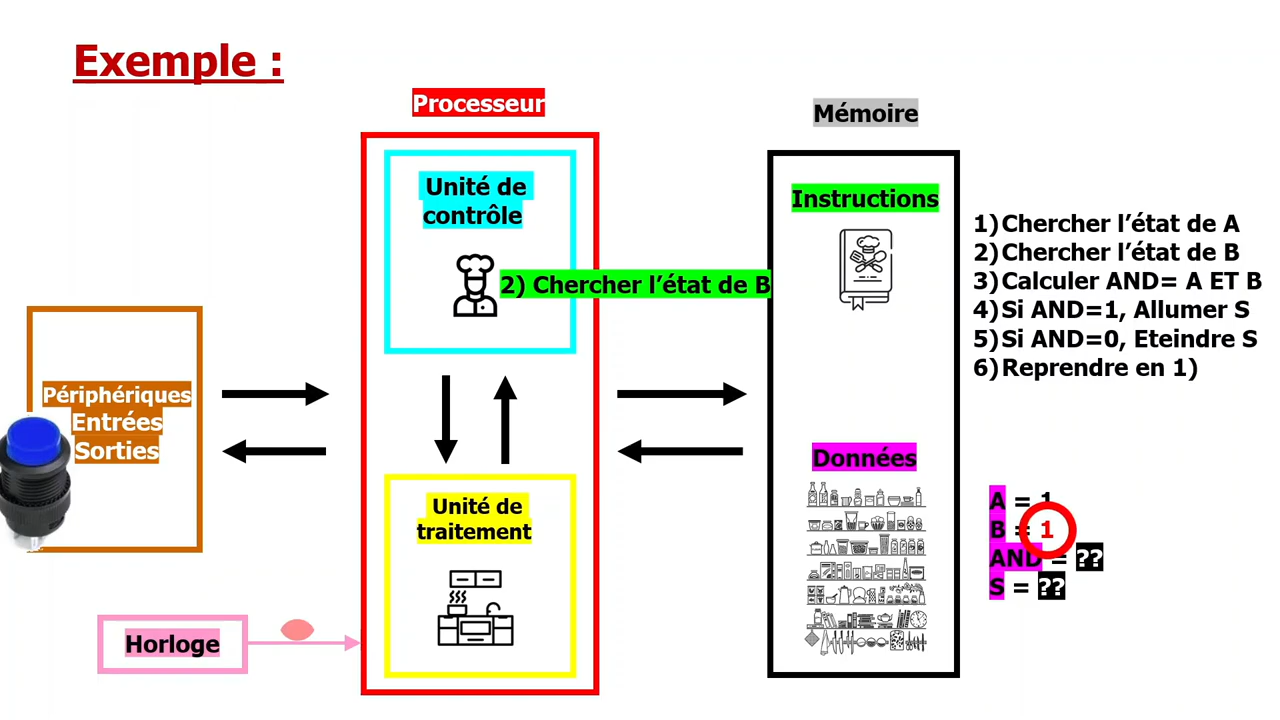 Exemple :
Processeur
Mémoire
Unité de
contrôle
2) Chercher l’état de B
Instructions
1) Chercher l’état de A
2) Chercher l’état de B
3) Calculer AND= A ET B
4) Si AND=1, Allumer S
5) Si AND=0, Eteindre S
6) Reprendre en 1)
Périphériques
Entrées
Sorties
Données
Unité de
traitement
A = 1
B = 1
AND = ??
S = ??
Horloge